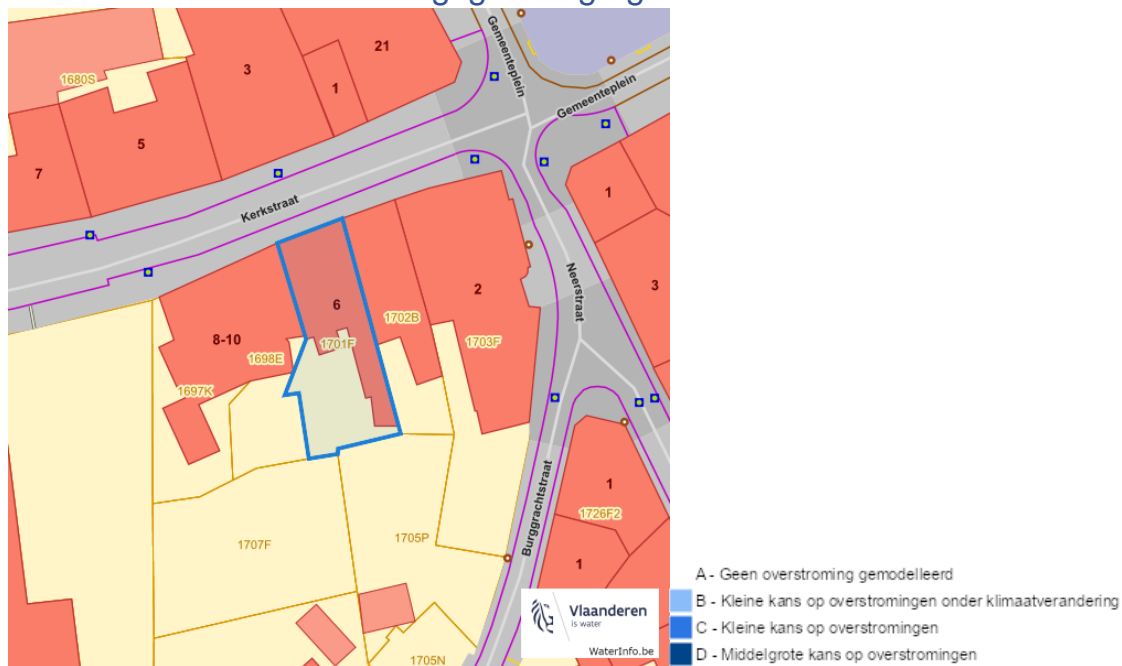 21
Gemeenteplein
3
1680S
1
Gemeenteplein
5
7
1
Kerkstraat
Neerstraat
3
2
6
1702B
8-10
1701F
1703F
1698E
1697K
1
1726F2
Burggrachtstraat
1707F
1705P
1
1705N
Vlaanderen
is water
WaterInfo.be
A - Geen overstroming gemodelleerd
B - Kleine kans op overstromingen onder klimaatverandering
C - Kleine kans op overstromingen
D - Middelgrote kans op overstromingen